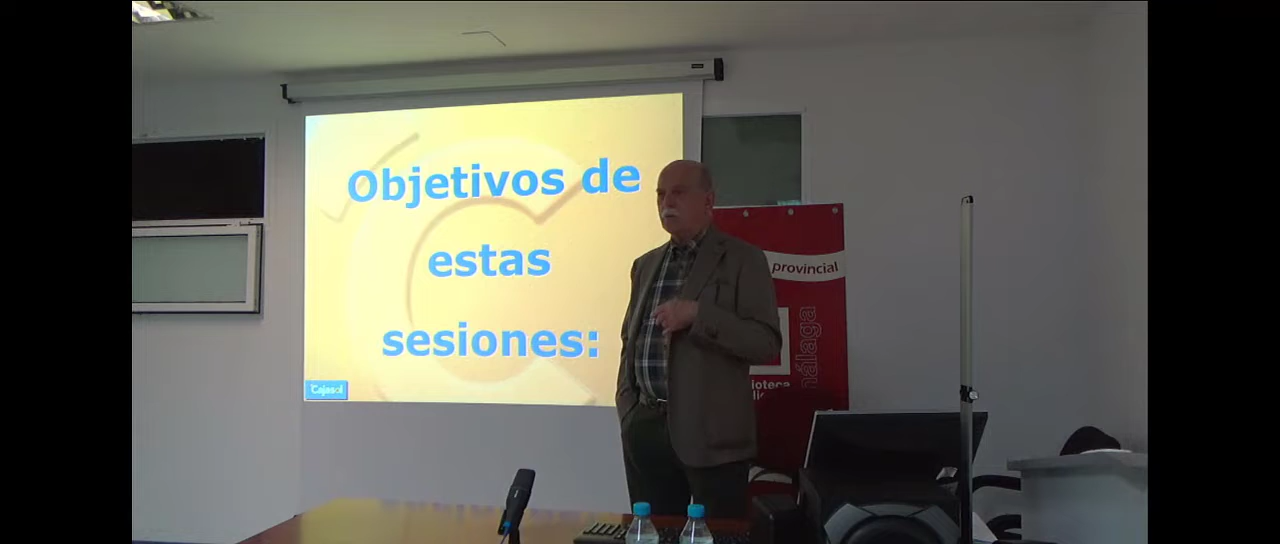 Objetivos de
estas
sesiones:
Cajasol
provincial
málaga